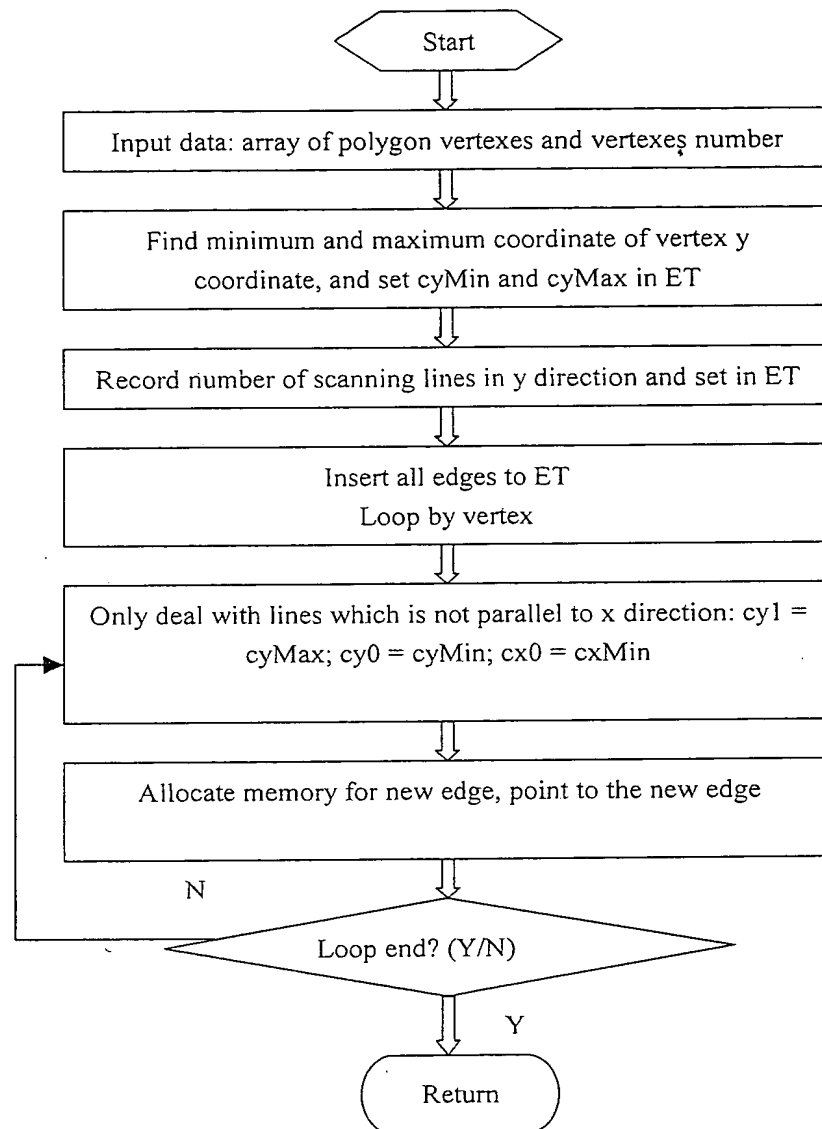 Start
Input data: array of polygon vertexes and vertexes number
Find minimum and maximum coordinate of vertex y
coordinate, and set cyMin and cyMax in ET
Record number of scanning lines in y direction and set in ET
Insert all edges to ET
Loop by vertex
Only deal with lines which is not parallel to x direction: cy1 =
cyMax; cy0 = cyMin; cx0 = cxMin
Allocate memory for new edge, point to the new edge
N
Loop end? (Y/N)
Y
Return